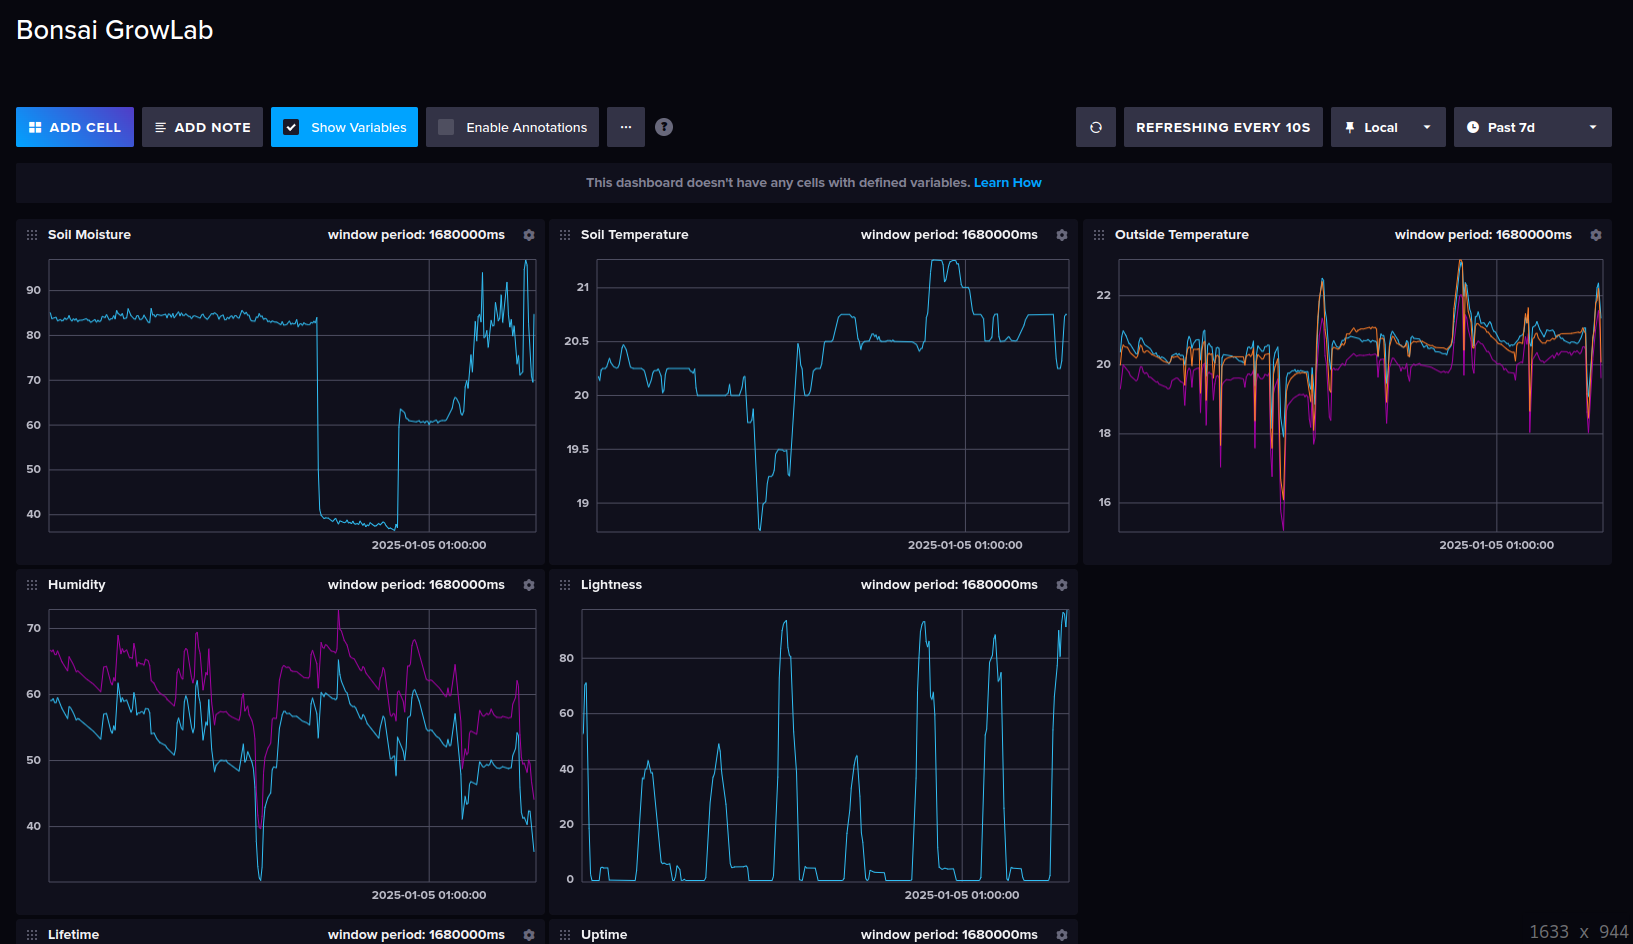 Bonsai GrowLab
ADD CELL
ADD NOTE
Show Variables
Enable Annotations
...
?
REFRESHING EVERY 10S
Local
Past 7d
This dashboard doesn't have any cells with defined variables. Learn How
Soil Moisture
window period: 1680000ms
90
80
70
60
50
40
2025-01-05 01:00:00
Soil Temperature
window period: 1680000ms
21
20.5
20
19.5
19
2025-01-05 01:00:00
Outside Temperature
window period: 1680000ms
22
20
18
16
2025-01-05 01:00:00
Humidity
window period: 1680000ms
70
60
50
40
2025-01-05 01:00:00
Lightness
window period: 1680000ms
80
60
40
20
0
2025-01-05 01:00:00
Lifetime
window period: 1680000ms
Uptime
window period: 1680000ms
1633 x 944